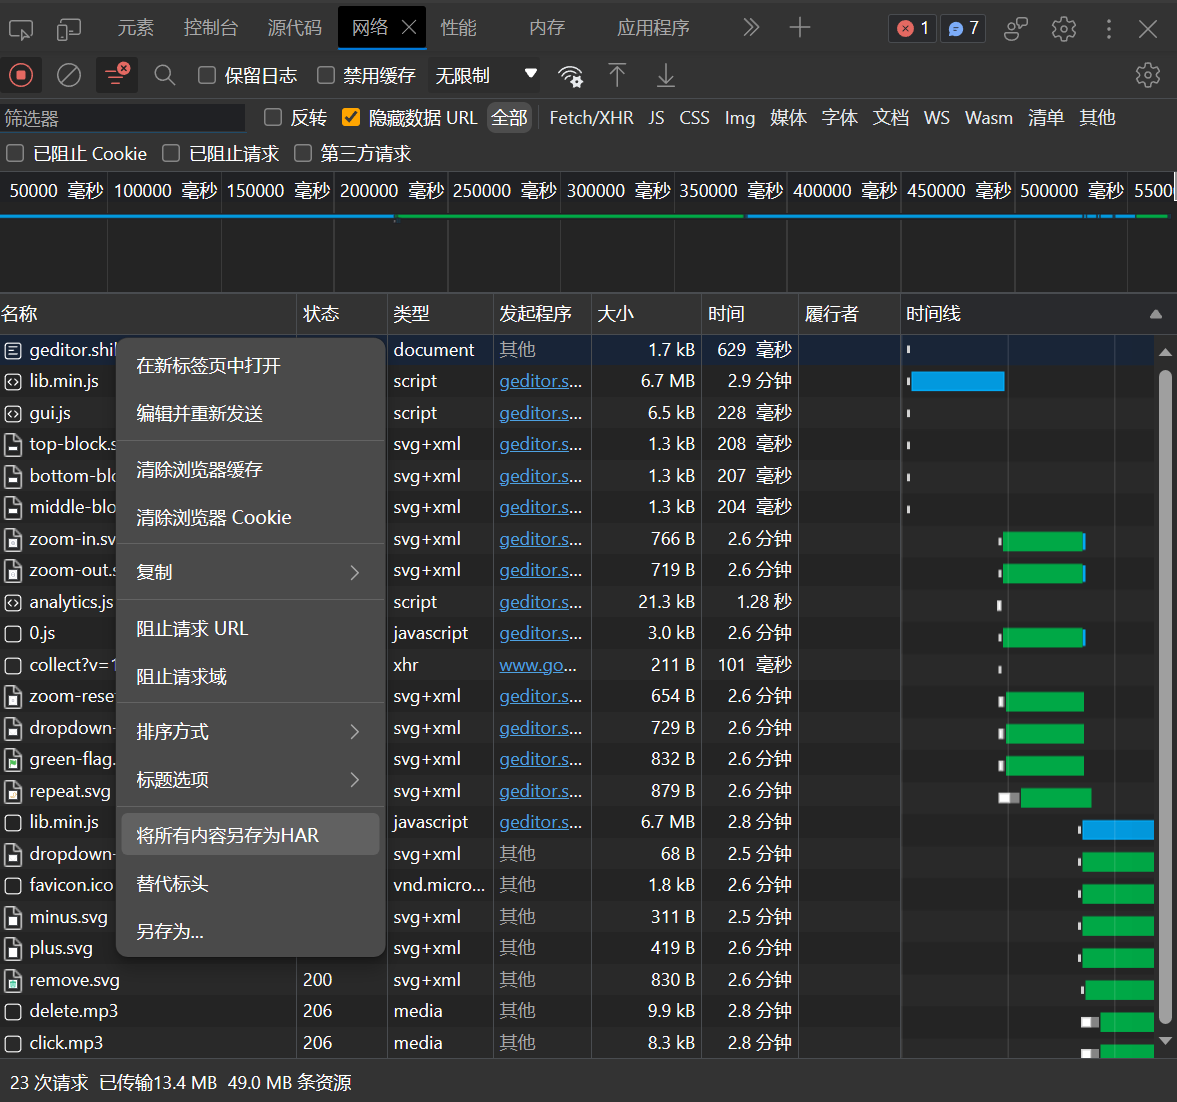 元素 控制台 源代码 网络 性能 内存 应用程序 1 7
保留日志 禁用缓存 无限制
筛选器 反转 隐藏数据 URL 全部 Fetch/XHR JS CSS Img 媒体 字体 文档 WS Wasm 清单 其他
已阻止 Cookie 已阻止请求 第三方请求
50000 毫秒 100000 毫秒 150000 毫秒 200000 毫秒 250000 毫秒 300000 毫秒 350000 毫秒 400000 毫秒 450000 毫秒 500000 毫秒 5500
名称 状态 类型 发起程序 大小 时间 履行者 时间线
geditor.shil document 其他 1.7 kB 629 毫秒
在新标签页中打开
lib.min.js script geditor.s... 6.7 MB 2.9 分钟
gui.js script geditor.s... 6.5 kB 228 毫秒
编辑并重新发送
top-block.s svg+xml geditor.s... 1.3 kB 208 毫秒
bottom-blo svg+xml geditor.s... 1.3 kB 207 毫秒
清除浏览器缓存
middle-blo svg+xml geditor.s... 1.3 kB 204 毫秒
清除浏览器 Cookie
zoom-in.sv svg+xml geditor.s... 766 B 2.6 分钟
zoom-out.s svg+xml geditor.s... 719 B 2.6 分钟
复制
analytics.js script geditor.s... 21.3 kB 1.28 秒
0.js javascript geditor.s... 3.0 kB 2.6 分钟
阻止请求 URL
collect?v=1 xhr www.go... 211 B 101 毫秒
阻止请求域
zoom-rese svg+xml geditor.s... 654 B 2.6 分钟
dropdown- svg+xml geditor.s... 729 B 2.6 分钟
排序方式
green-flag. svg+xml geditor.s... 832 B 2.6 分钟
标题选项
repeat.svg svg+xml geditor.s... 879 B 2.6 分钟
lib.min.js javascript geditor.s... 6.7 MB 2.8 分钟
将所有内容另存为HAR
dropdown- svg+xml 其他 68 B 2.5 分钟
favicon.ico vnd.micro... 其他 1.8 kB 2.6 分钟
替代标头
minus.svg svg+xml 其他 311 B 2.5 分钟
另存为...
plus.svg svg+xml 其他 419 B 2.6 分钟
remove.svg 200 svg+xml 其他 830 B 2.6 分钟
delete.mp3 206 media 其他 9.9 kB 2.8 分钟
click.mp3 206 media 其他 8.3 kB 2.8 分钟
23 次请求 已传输13.4 MB 49.0 MB 条资源